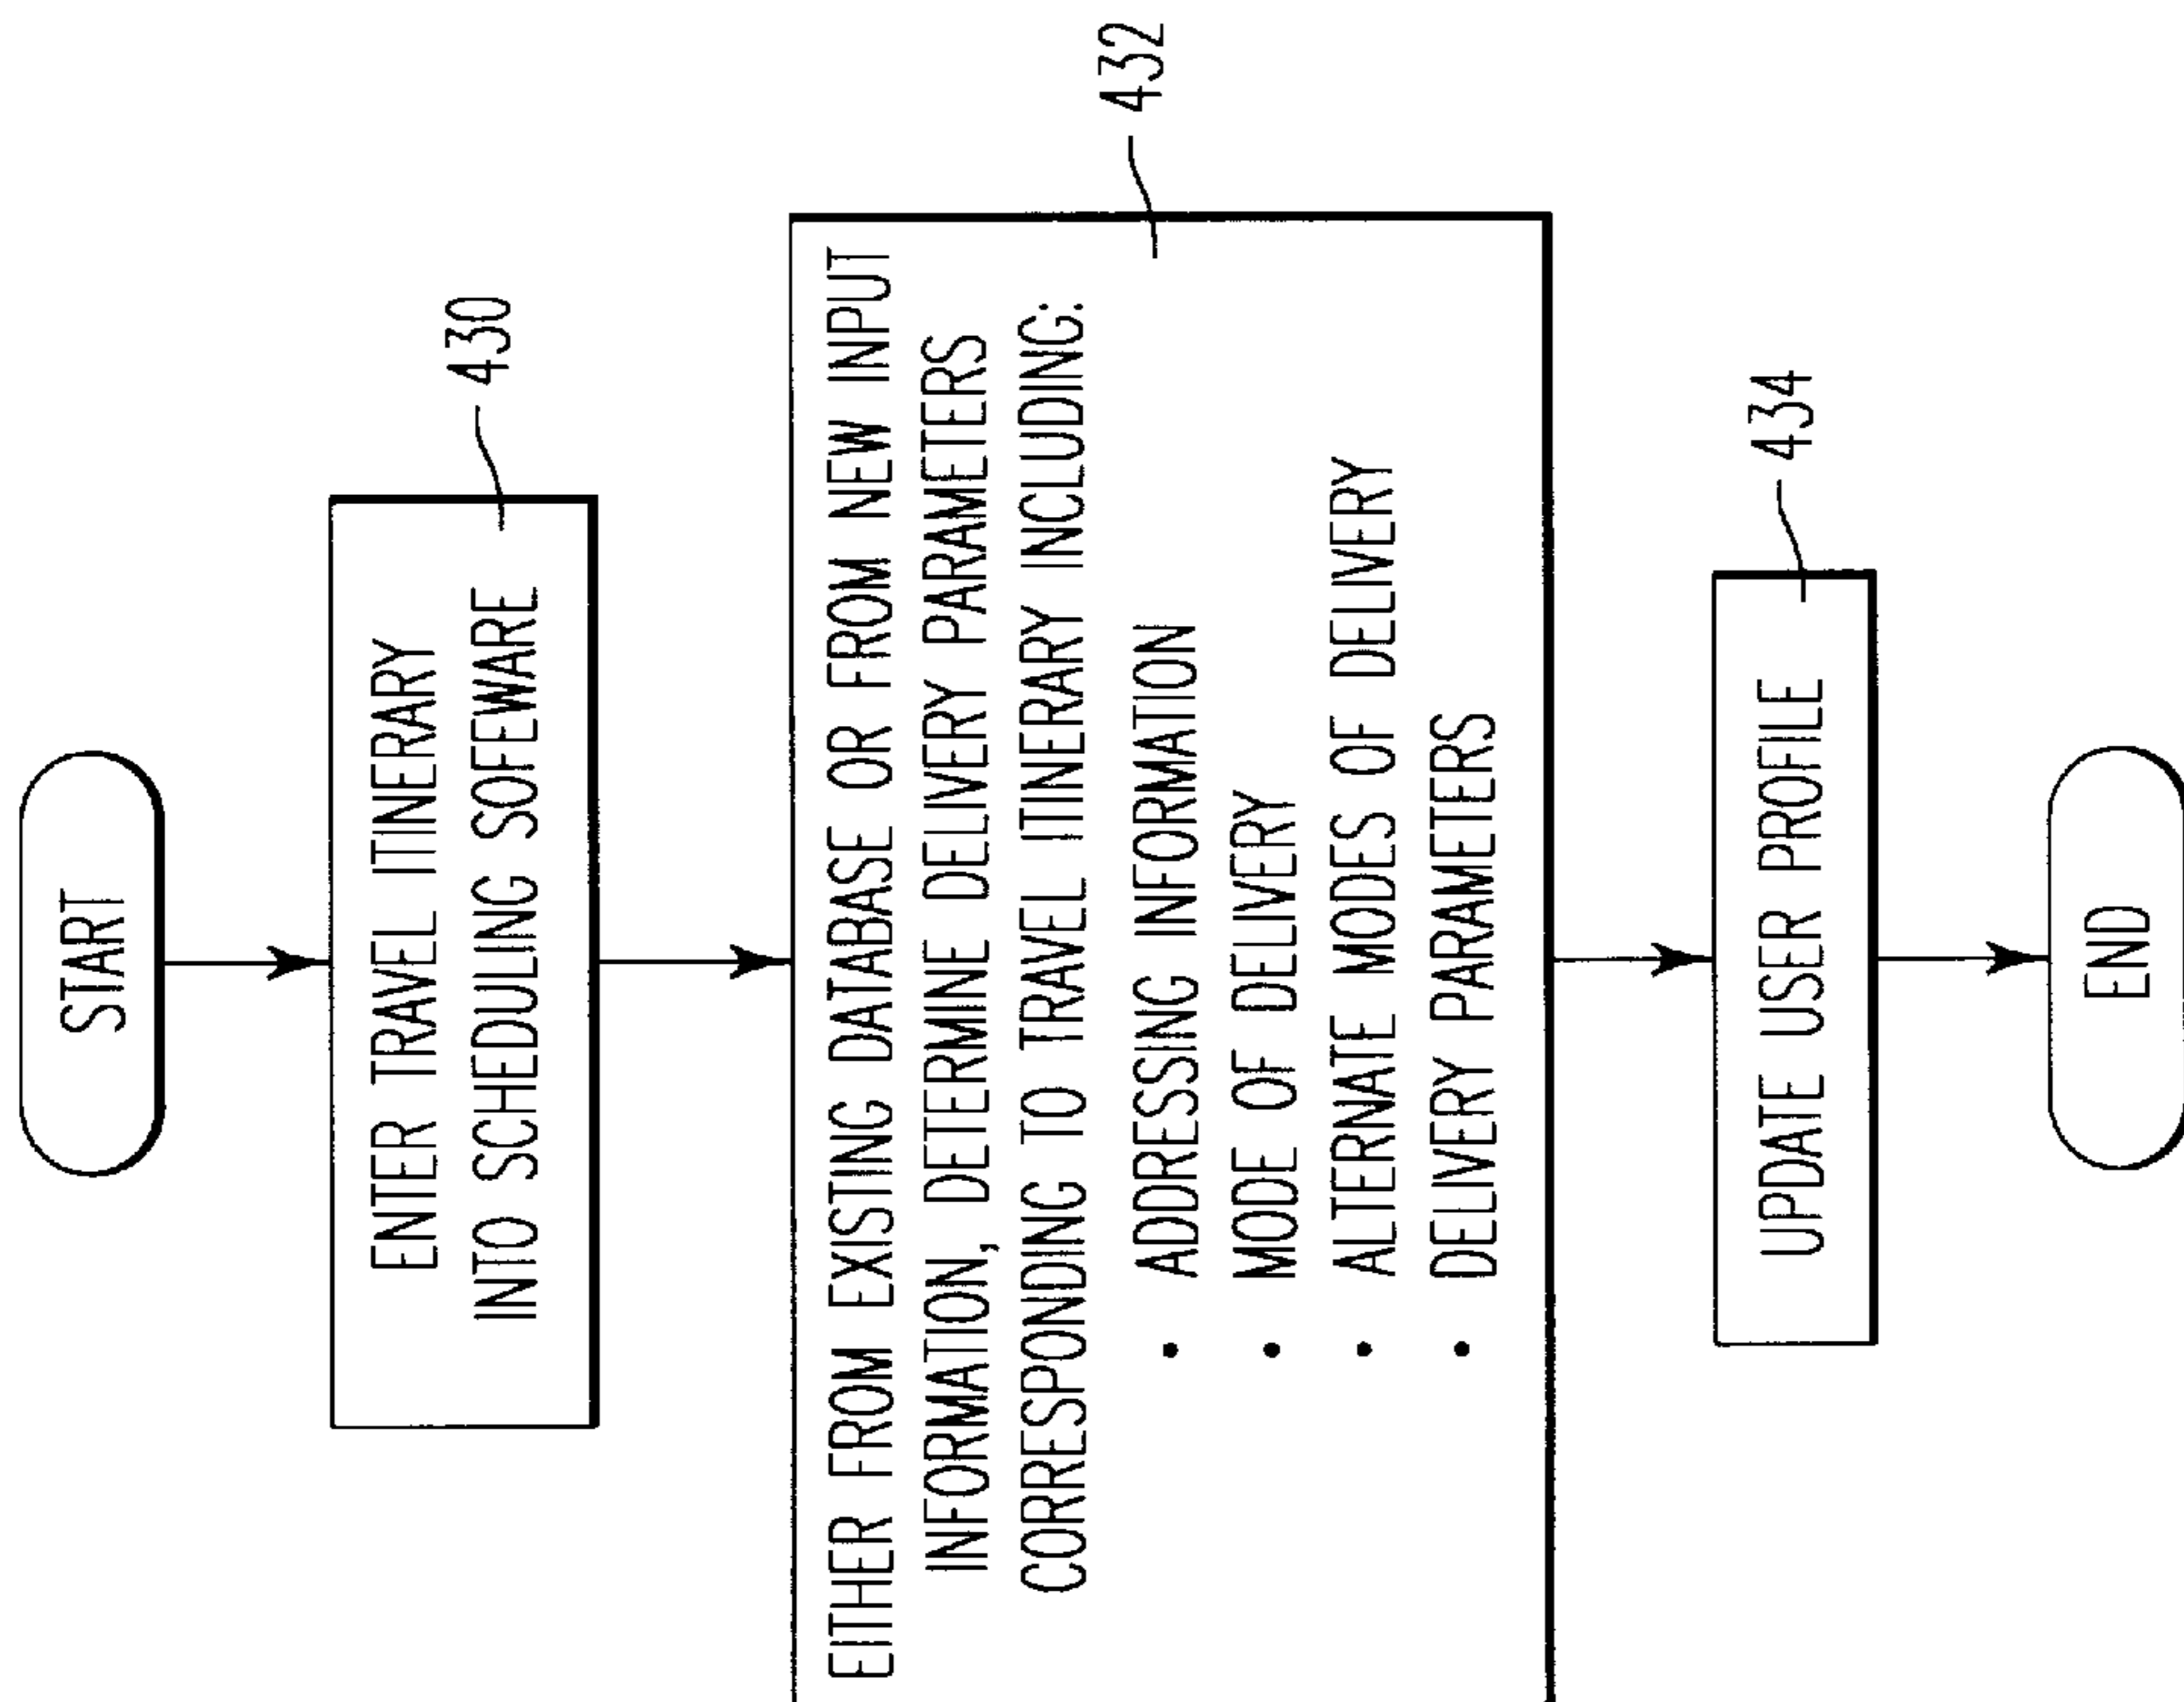 START
ENTER TRAVEL ITINERARY
INTO SCHEDULING SOFEWARE
430
EITHER FROM EXISTING DATABASE OR FROM NEW INPUT
INFORMATION, DETERMINE DELIVERY PARAMETERS
CORRESPONDING TO TRAVEL ITINERARY INCLUDING:
• ADDRESSING INFORMATION
• MODE OF DELIVERY
• ALTERNATE MODES OF DELIVERY
• DELIVERY PARAMETERS
432
UPDATE USER PROFILE
434
END